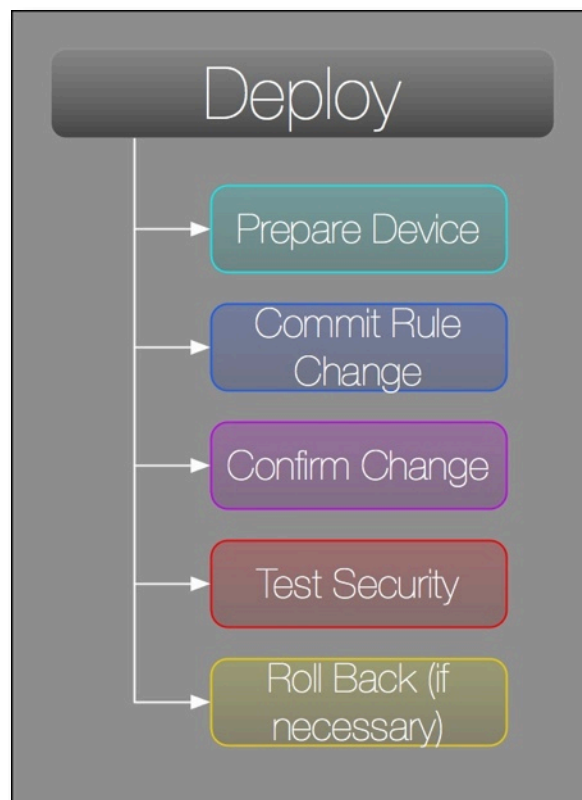 Deploy
Prepare Device
Commit Rule
Change
Confirm Change
Test Security
Roll Back (if
necessary)